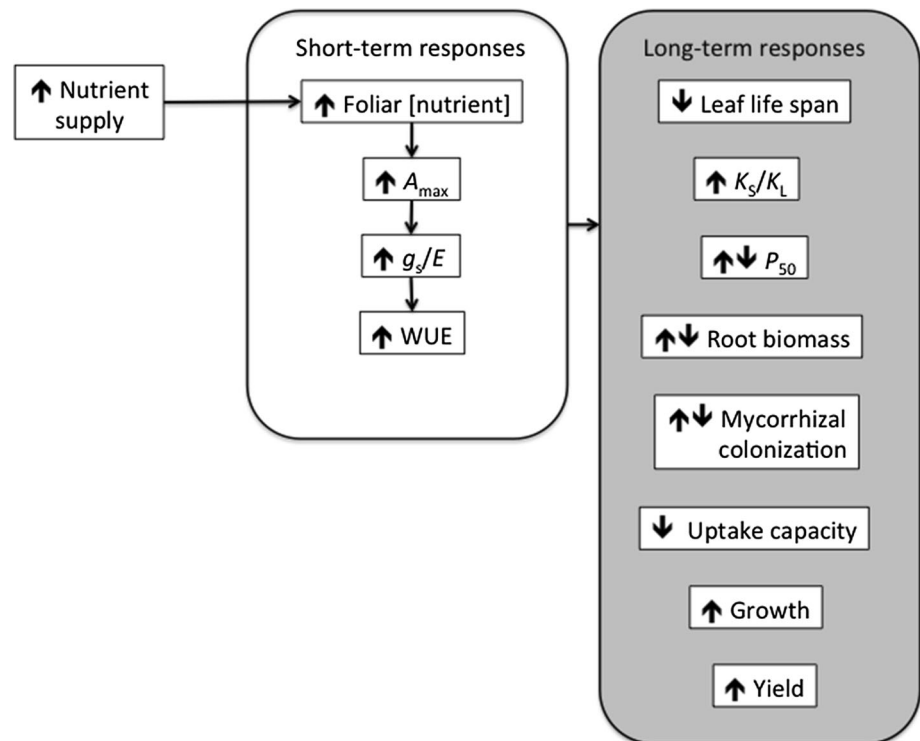 Short-term responses
Long-term responses
↑ Nutrient
supply
↑ Foliar [nutrient]
↑ Amax
↑ gs/E
↑ WUE
↓ Leaf life span
↑ KS/KL
↑↓ P50
↑↓ Root biomass
↑↓ Mycorrhizal
colonization
↓ Uptake capacity
↑ Growth
↑ Yield